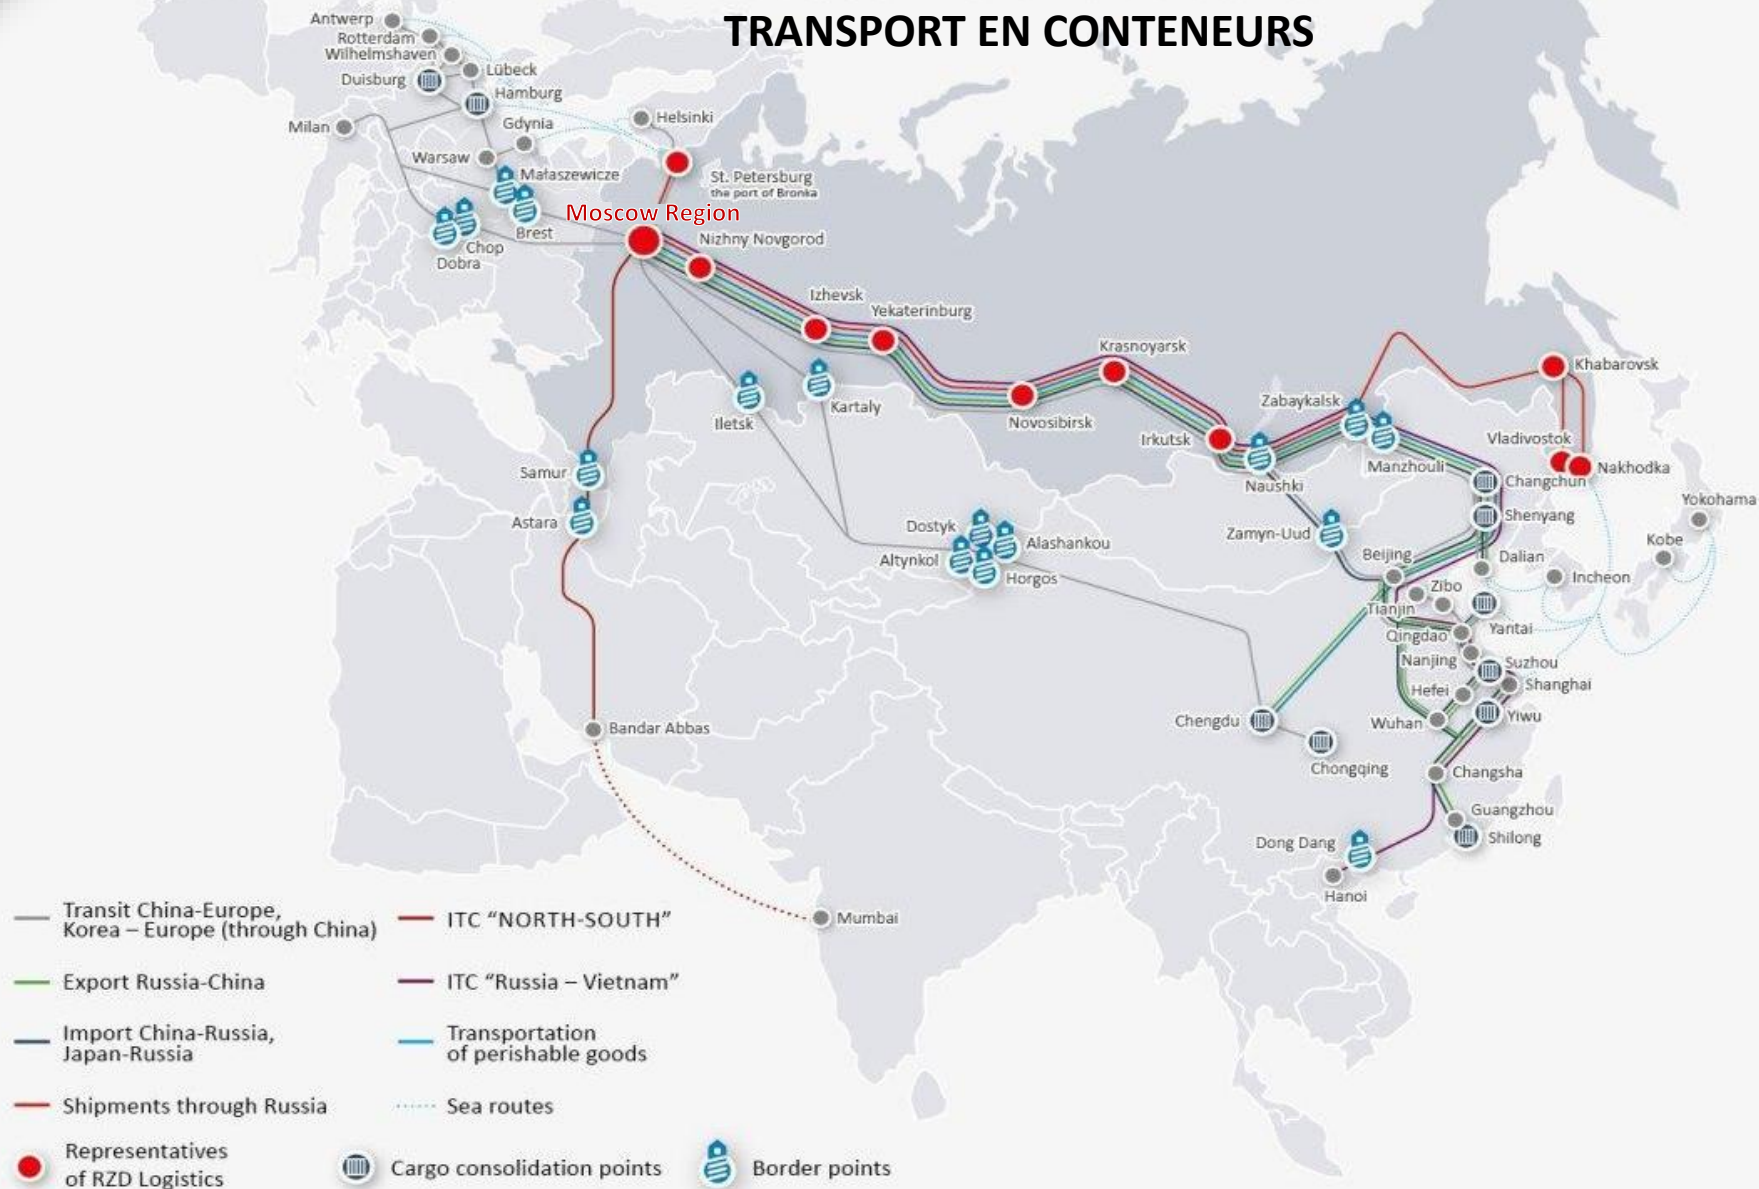 TRANSPORT EN CONTENEURS
Antwerp
Rotterdam
Wilhelmshaven
Lübeck
Duisburg
Hamburg
Milan
Gdynia
Helsinki
Warsaw
Małaszewicze
St. Petersburg
the port of Bronka
Moscow Region
Brest
Chop
Dobra
Nizhny Novgorod
Izhevsk
Yekaterinburg
Krasnoyarsk
Khabarovsk
Iletsk
Kartaly
Novosibirsk
Irkutsk
Zabaykalsk
Vladivostok
Manzhouli
Nakhodka
Samur
Naushki
Changchun
Yokohama
Astara
Dostyk
Alashankou
Zamyn-Uud
Shenyang
Kobe
Altynkol
Horgos
Beijing
Dalian
Incheon
Zibo
Tianjin
Qingdao
Yantai
Nanjing
Suzhou
Hefei
Shanghai
Bandar Abbas
Chengdu
Wuhan
Yiwu
Chongqing
Changsha
Guangzhou
Shilong
Dong Dang
Hanoi
Mumbai
Transit China-Europe,
Korea – Europe (through China)
ITC “NORTH-SOUTH”
Export Russia-China
ITC “Russia – Vietnam”
Import China-Russia,
Japan-Russia
Transportation
of perishable goods
Shipments through Russia
Sea routes
Representatives
of RZD Logistics
Cargo consolidation points
Border points